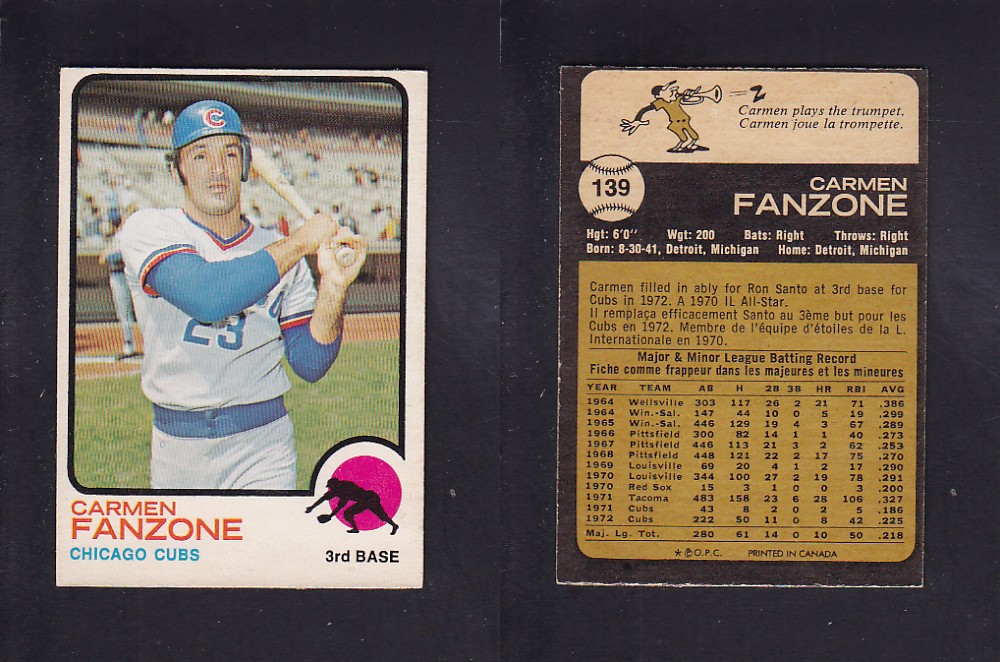 C
23
CARMEN
FANZONE
CHICAGO CUBS
3rd BASE
Carmen plays the trumpet.
Carmen joue la trompette.
139
CARMEN
FANZONE
Hgt: 6'0" Wgt: 200 Bats: Right Throws: Right
Born: 8-30-41, Detroit, Michigan Home: Detroit, Michigan
Carmen filled in ably for Ron Santo at 3rd base for
Cubs in 1972. A 1970 IL All-Star.
Il remplaça efficacement Santo au 3ème but pour les
Cubs en 1972. Membre de l'équipe d'étoiles de la L.
Internationale en 1970.
Major & Minor League Batting Record
Fiche comme frappeur dans les majeures et les mineures
YEAR TEAM AB H 2B 3B HR RBI AVG
1964 Wellsville 303 117 26 2 21 71 .386
1964 Win.-Sal. 147 44 10 0 5 19 .299
1965 Win.-Sal. 446 129 19 4 3 67 .289
1966 Pittsfield 300 82 14 1 1 40 .273
1967 Pittsfield 446 113 21 3 2 62 .253
1968 Pittsfield 448 121 22 2 17 75 .270
1969 Louisville 69 20 4 1 2 17 .290
1970 Louisville 344 100 27 2 19 78 .291
1970 Red Sox 15 3 1 0 0 3 .200
1971 Tacoma 483 158 23 6 28 106 .327
1971 Cubs 43 8 2 0 2 5 .186
1972 Cubs 222 50 11 0 8 42 .225
Maj. Lg. Tot. 280 61 14 0 10 50 .218
* © O.P.C. PRINTED IN CANADA